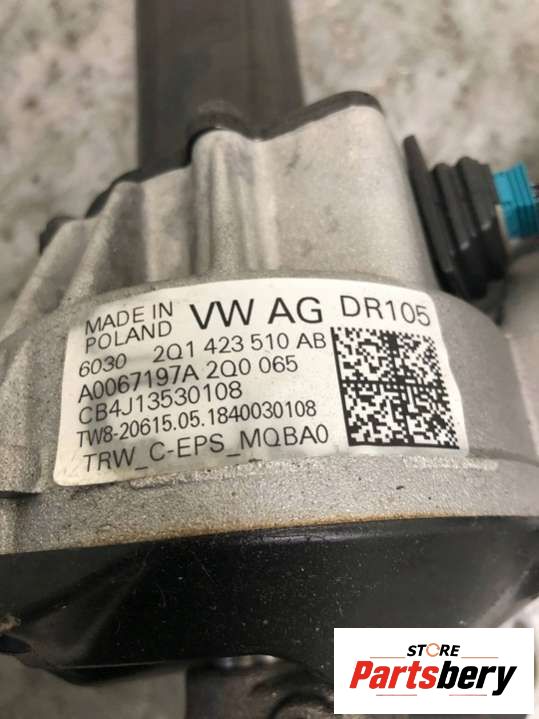 MADE IN
POLAND
VW AG DR105
6030 2Q1 423 510 AB
A0067197A 2Q0 065
CB4J13530108
TW8-20615.05.1840030108
TRW_C-EPS_MQBA0
STORE
Partsbery